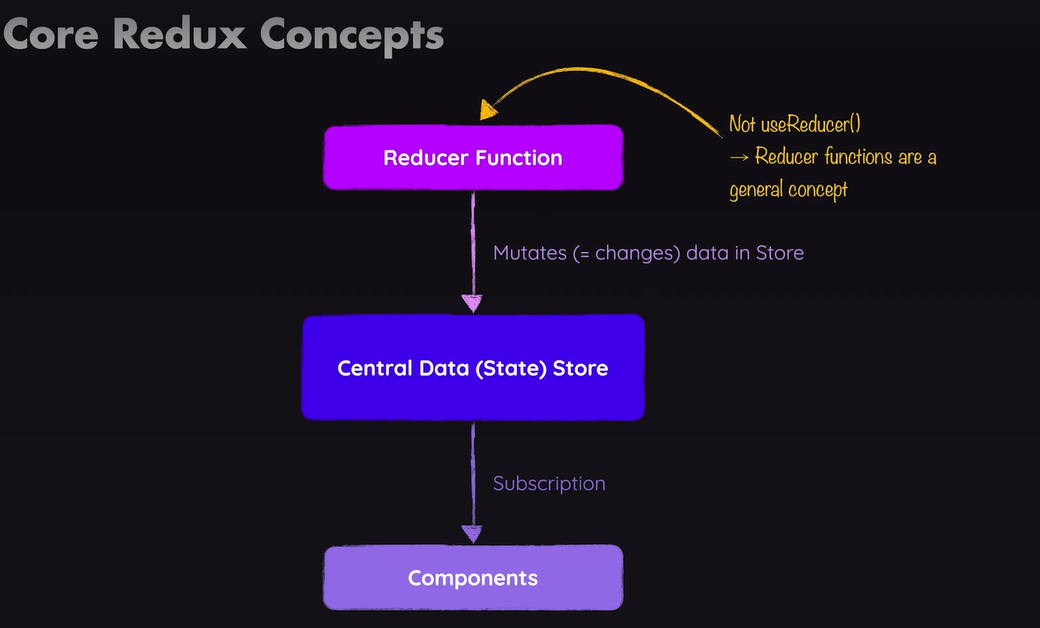 Core Redux Concepts
Not useReducer()
→ Reducer functions are a
general concept
Reducer Function
Mutates (= changes) data in Store
Central Data (State) Store
Subscription
Components